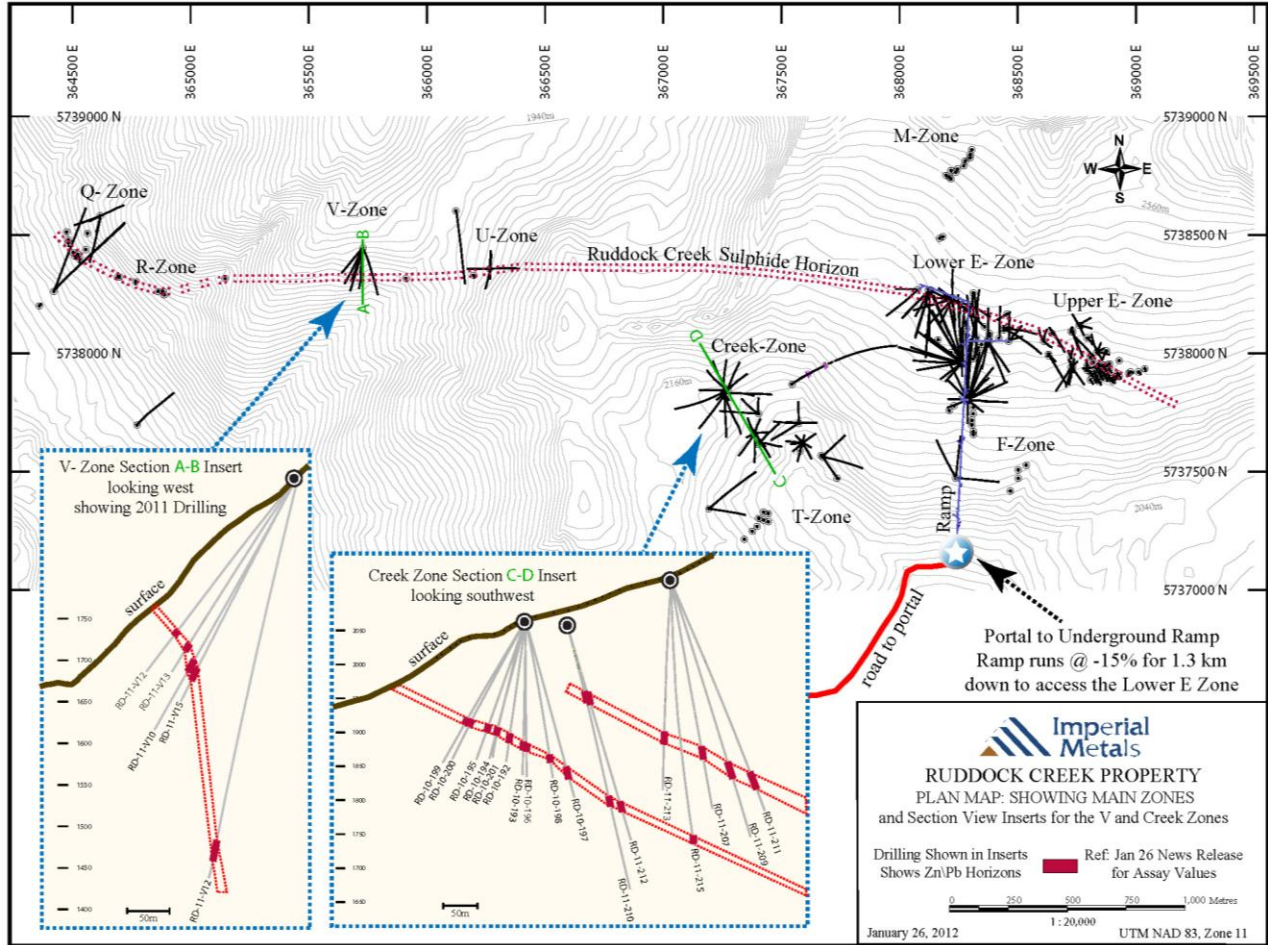 364500 E
365000 E
365500 E
366000 E
366500 E
367000 E
367500 E
368000 E
368500 E
369000 E
369500 E
5739000 N
1940m
5739000 N
M-Zone
N
W E
S
Q- Zone
V-Zone
2560m
B
U-Zone
5738500 N
5738500 N
R-Zone
Ruddock Creek Sulphide Horizon
Lower E- Zone
Upper E- Zone
A
D
5738000 N
Creek-Zone
5738000 N
2160m
V- Zone Section A-B Insert
looking west
showing 2011 Drilling
F-Zone
C
5737500 N
T-Zone
Ramp
2040m
surface
1750
1700
1650
1600
1550
1500
1450
1400
RD-11-V12
RD-11-V13
RD-11-V15
RD-11-V10
RD-11-V12
50m
Creek Zone Section C-D Insert
looking southwest
surface
2050
2000
1950
1900
1850
1800
1750
1700
1650
RD-10-199
RD-10-200
RD-10-195
RD-10-194
RD-10-201
RD-10-192
RD-10-193
RD-10-196
RD-10-198
RD-10-197
RD-11-212
RD-11-210
RD-11-213
RD-11-215
RD-11-207
RD-11-209
RD-11-211
50m
5737000 N
road to portal
Portal to Underground Ramp
Ramp runs @ -15% for 1.3 km
down to access the Lower E Zone
Imperial
Metals
RUDDOCK CREEK PROPERTY
PLAN MAP: SHOWING MAIN ZONES
and Section View Inserts for the V and Creek Zones
Drilling Shown in Inserts
Shows Zn\Pb Horizons
Ref: Jan 26 News Release
for Assay Values
0 250 500 750 1,000 Metres
1 : 20,000
January 26, 2012
UTM NAD 83, Zone 11